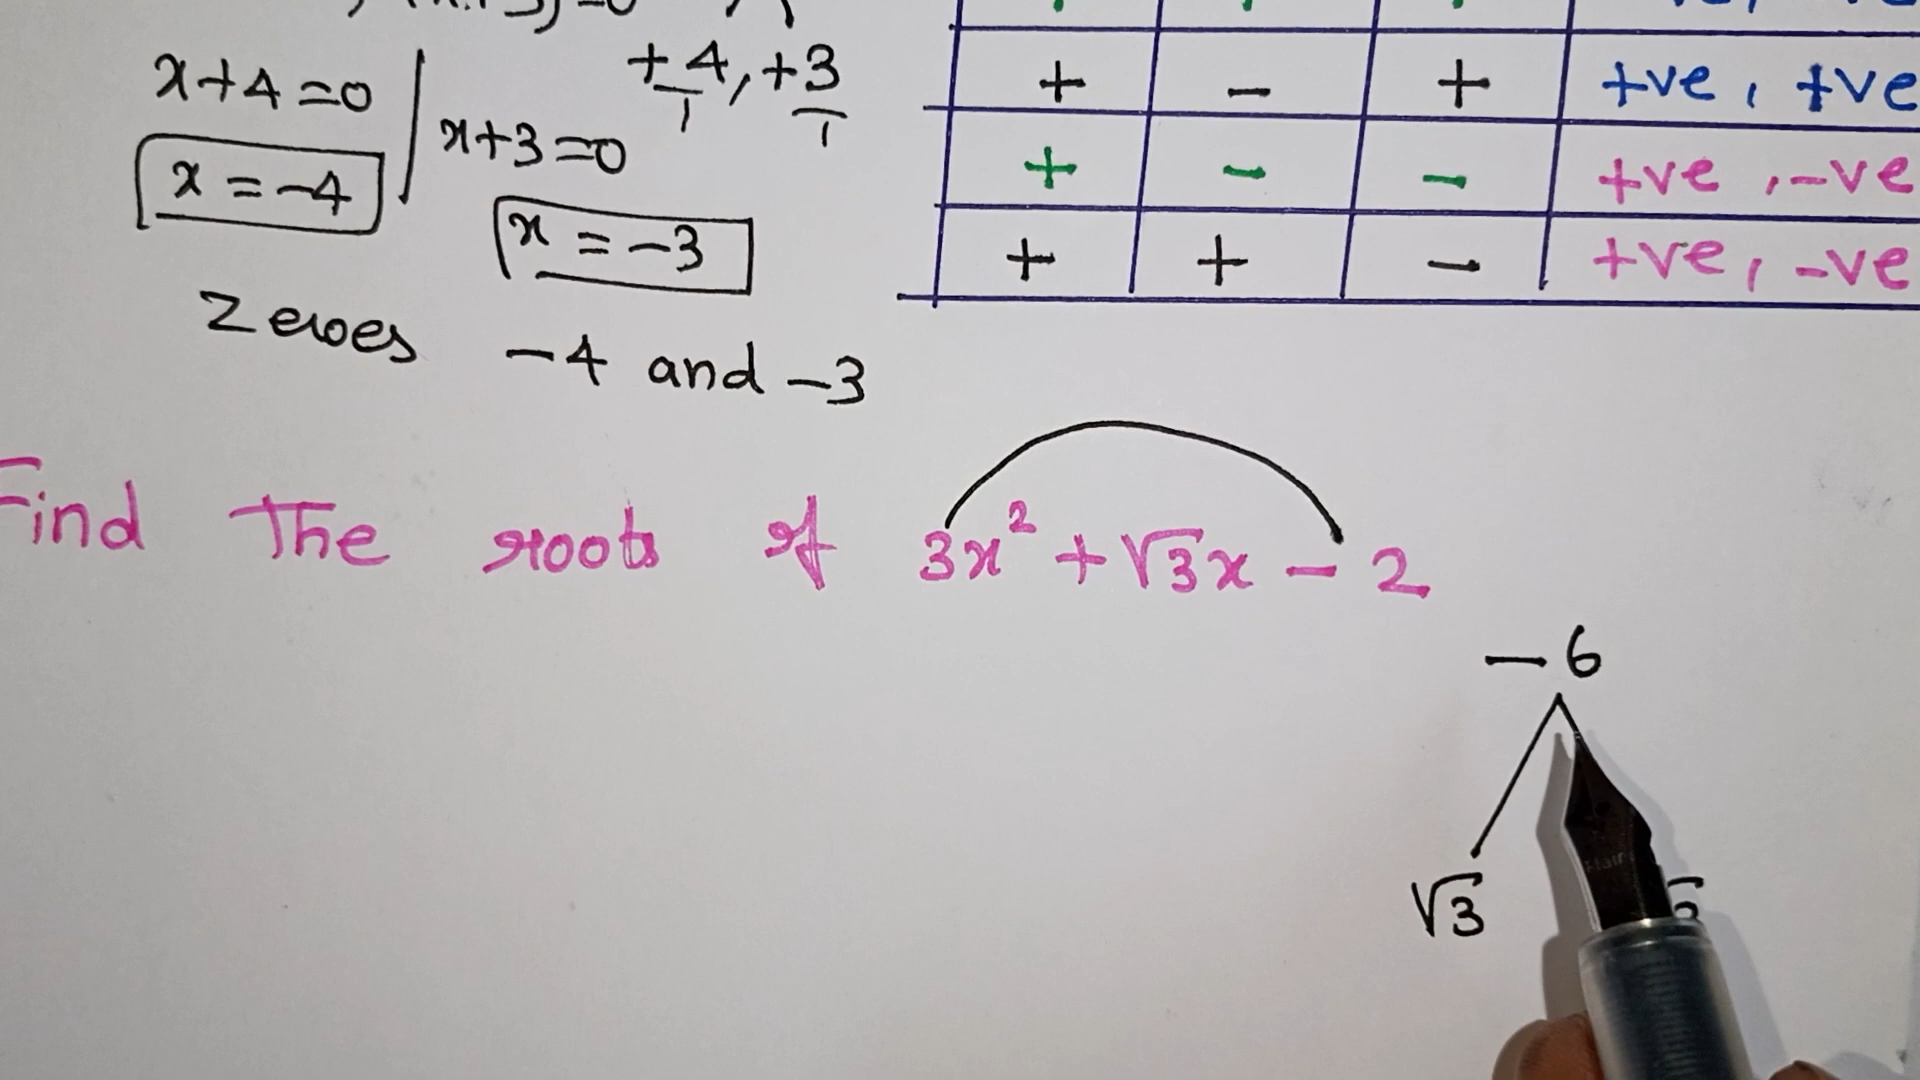 x+4=0
x=-4
x+3=0
x=-3
+4/1, +3/1
Zeroes -4 and -3
+ - + +ve, +ve
+ - - +ve, -ve
+ + - +ve, -ve
Find The roots of 3x² + √3x - 2
-6
√3